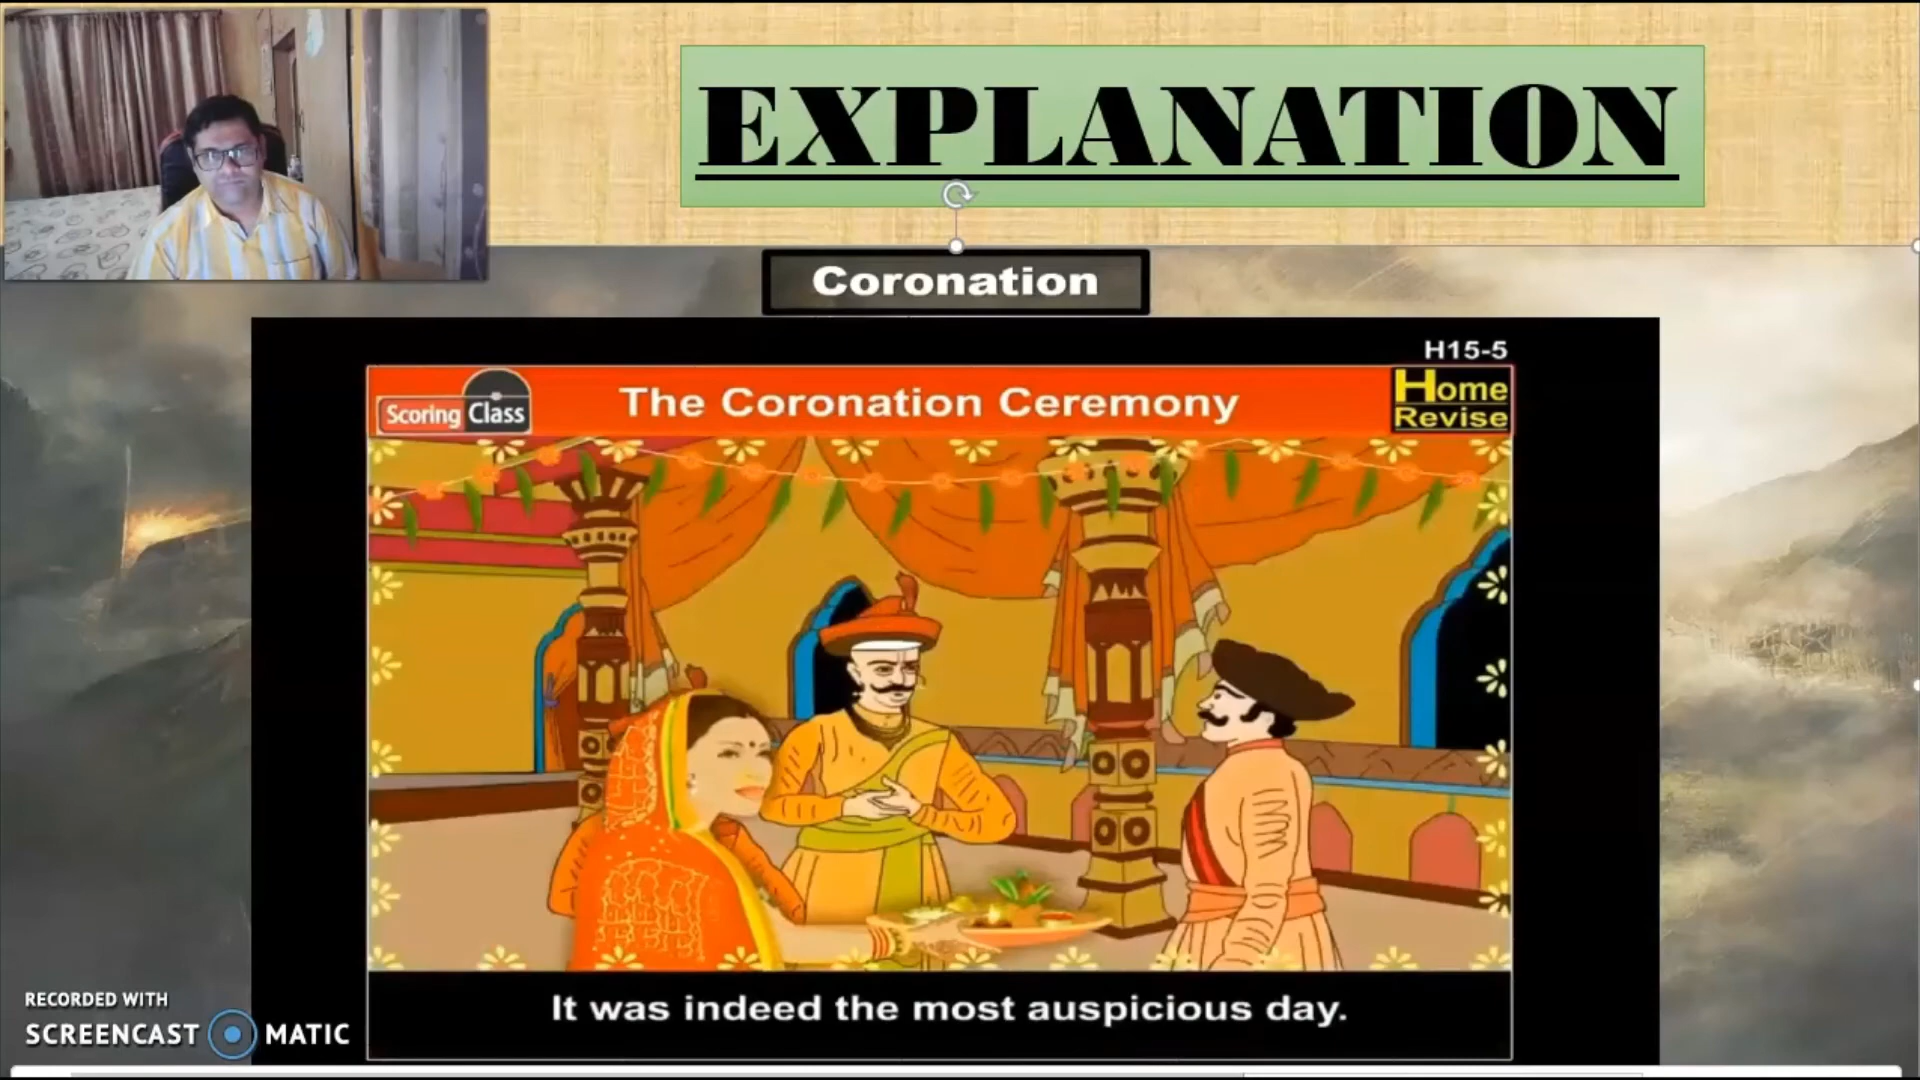 EXPLANATION
Coronation
H15-5
Scoring Class
The Coronation Ceremony
Home
Revise
It was indeed the most auspicious day.
RECORDED WITH
SCREENCAST MATIC